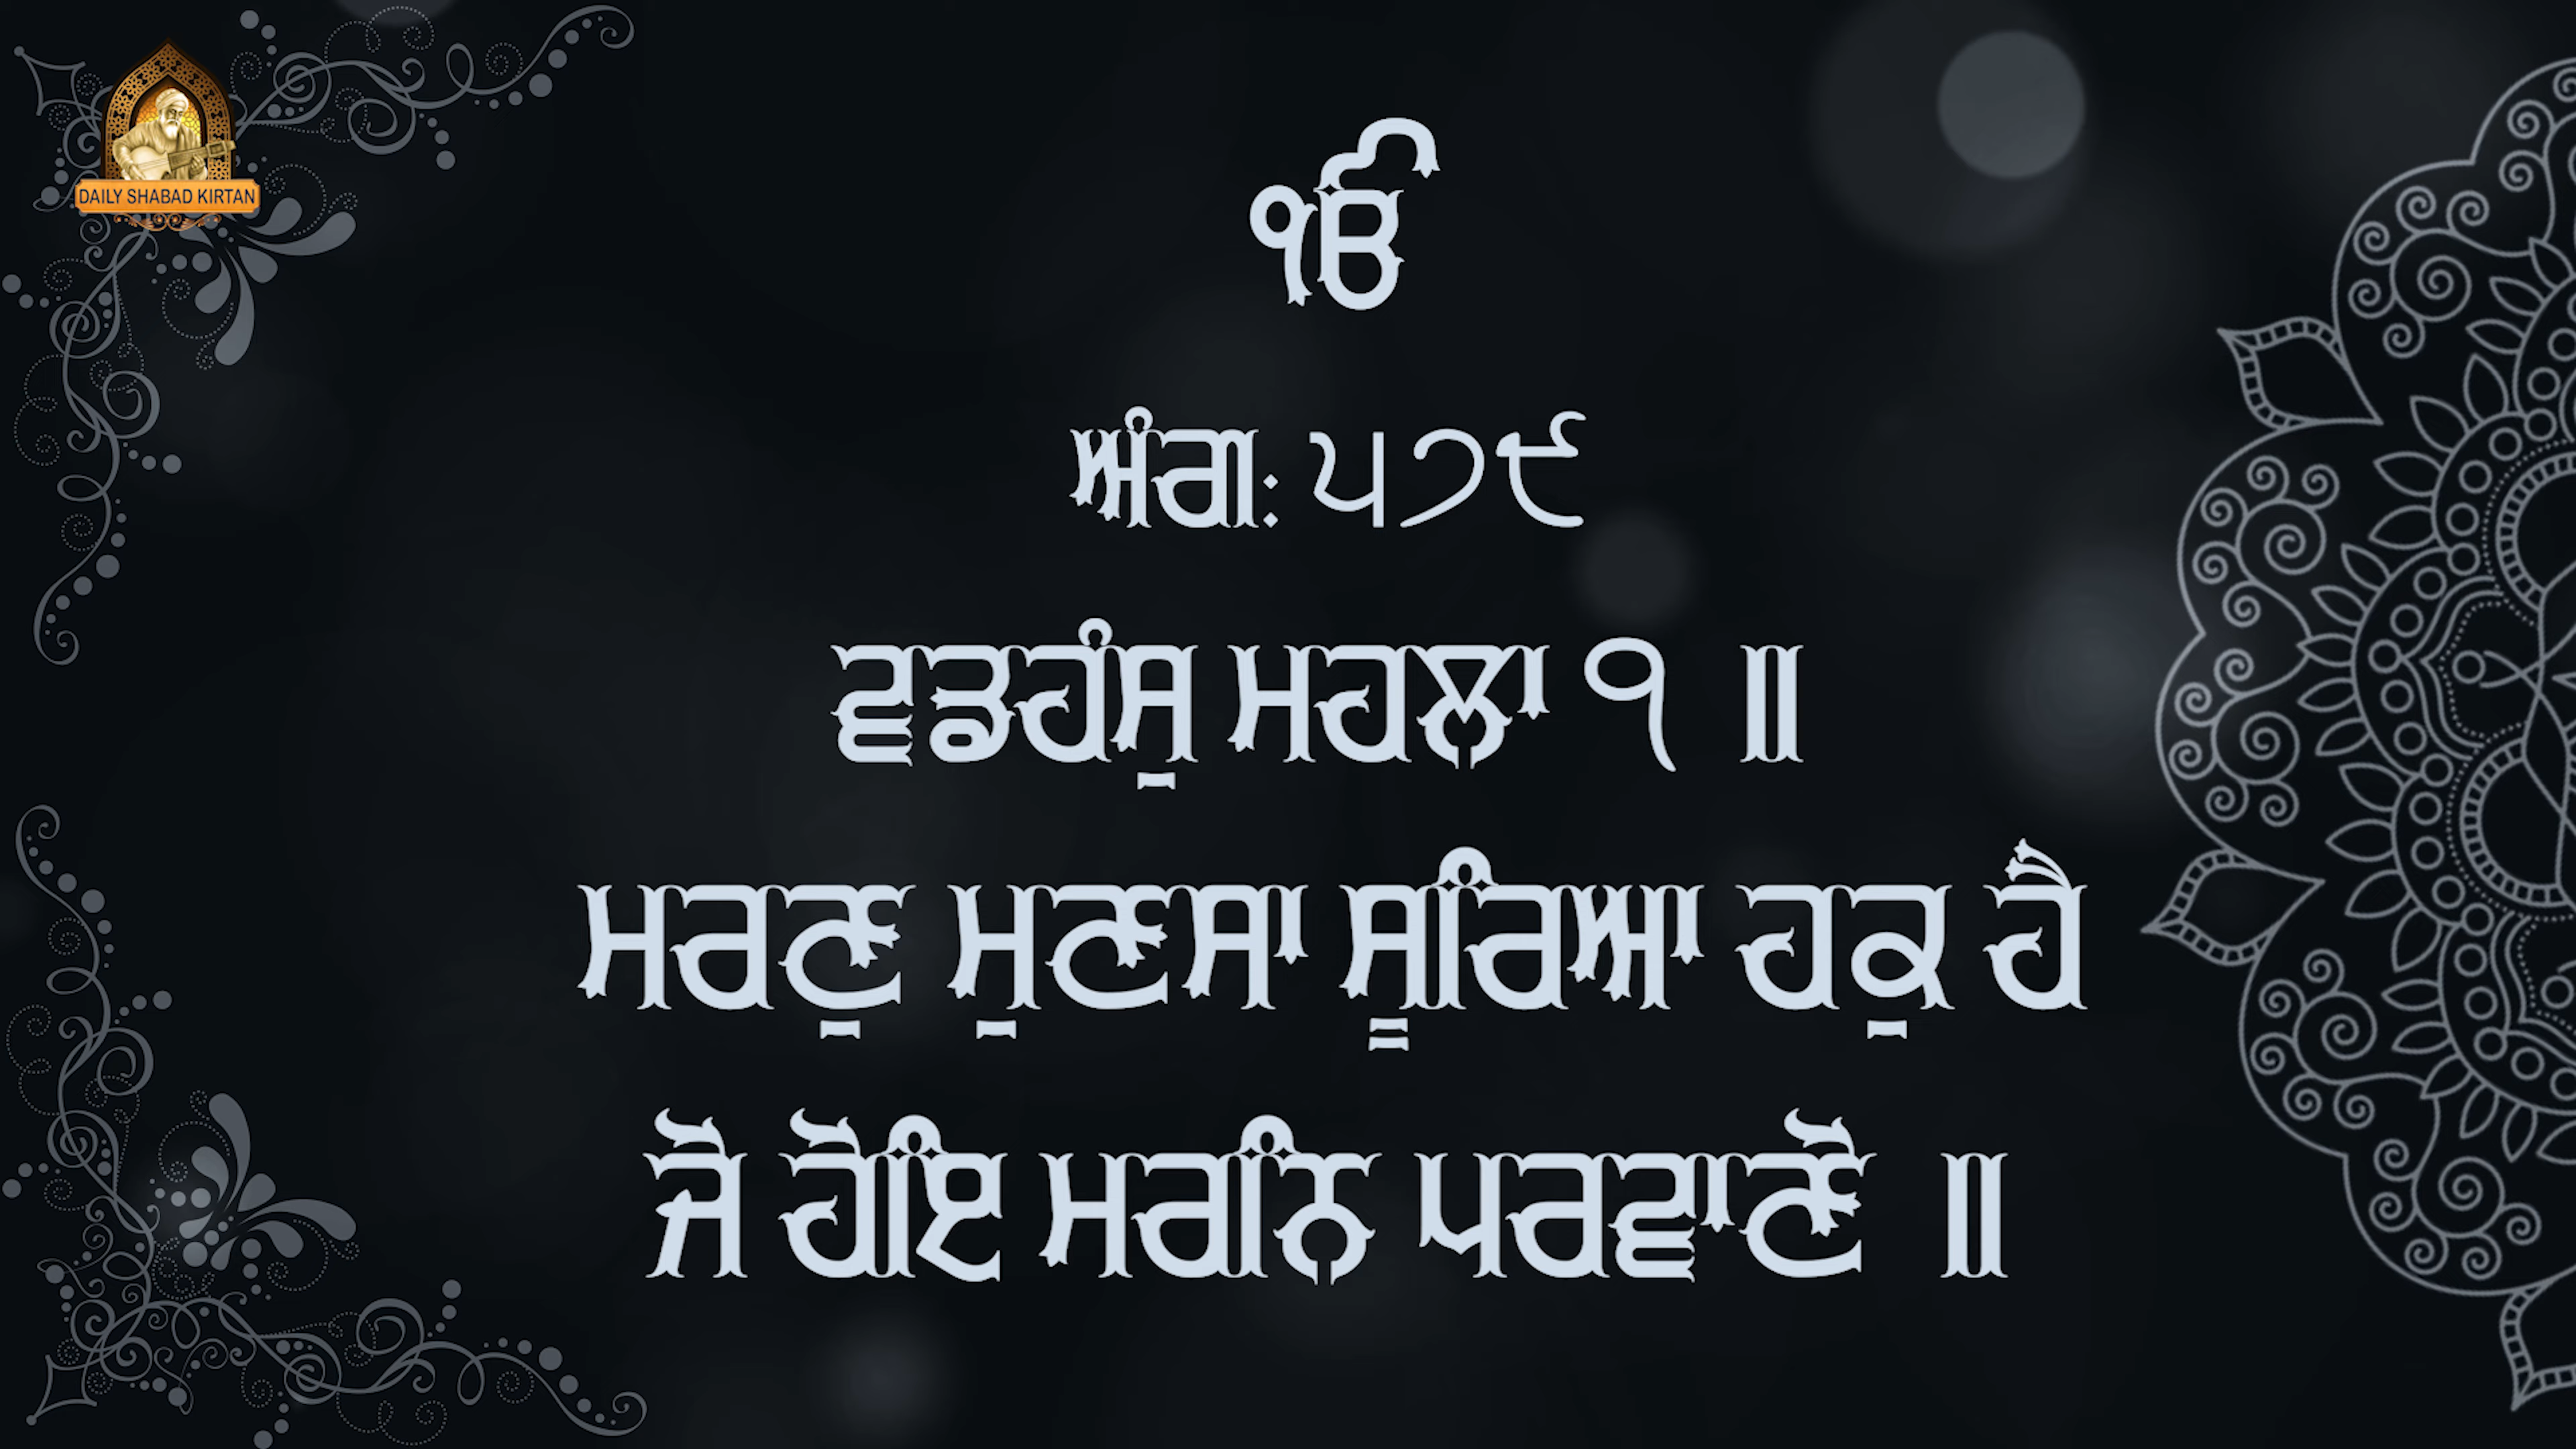 DAILY SHABAD KIRTAN
ੴ
ਅੰਗ: ੫੭੯
ਵਡਹੰਸੁ ਮਹਲਾ ੧ ॥
ਮਰਣੁ ਮੁਣਸਾ ਸੂਰਿੰਆ ਹਕੁ ਹੈ
ਜੋ ਹੋਇੰ ਮਰਨਿੰ ਪਰਵਾਣੋ ॥